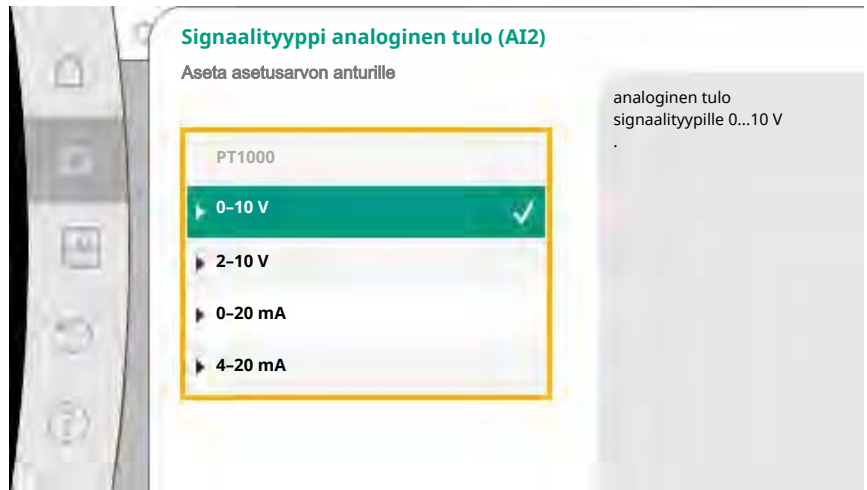 Signaalityyppi analoginen tulo (AI2)
Aseta asetusarvon anturille
PT1000
0–10 V
2–10 V
0–20 mA
4–20 mA
analoginen tulo
signaalityypille 0...10 V
.